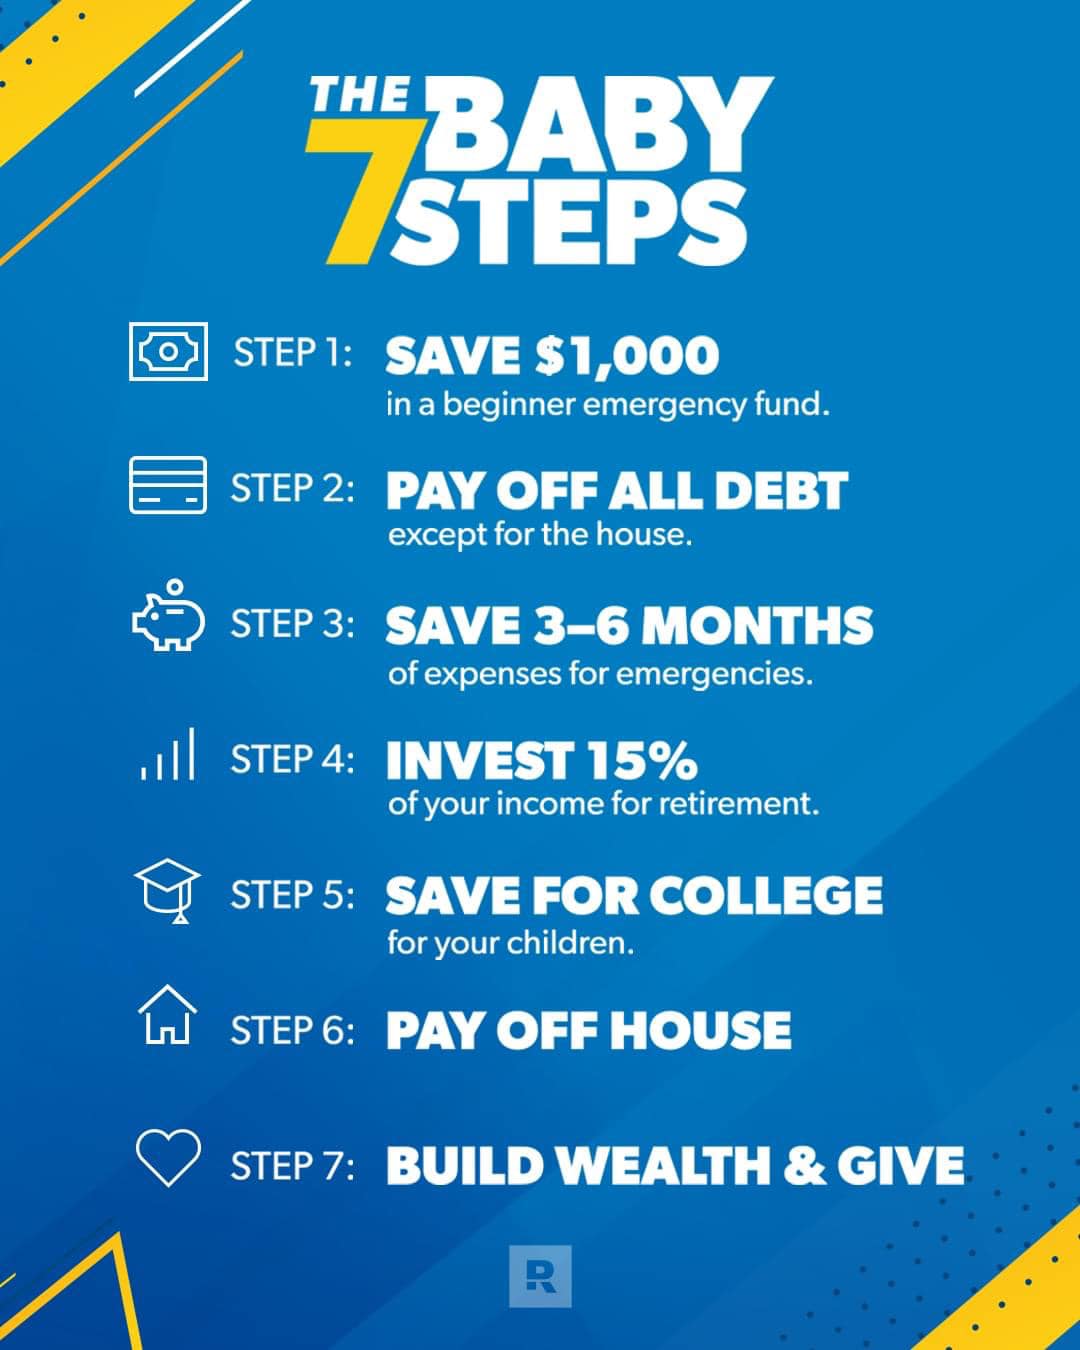 THE
7 BABY
STEPS
STEP 1: SAVE $1,000
in a beginner emergency fund.
STEP 2: PAY OFF ALL DEBT
except for the house.
STEP 3: SAVE 3–6 MONTHS
of expenses for emergencies.
STEP 4: INVEST 15%
of your income for retirement.
STEP 5: SAVE FOR COLLEGE
for your children.
STEP 6: PAY OFF HOUSE
STEP 7: BUILD WEALTH & GIVE
R